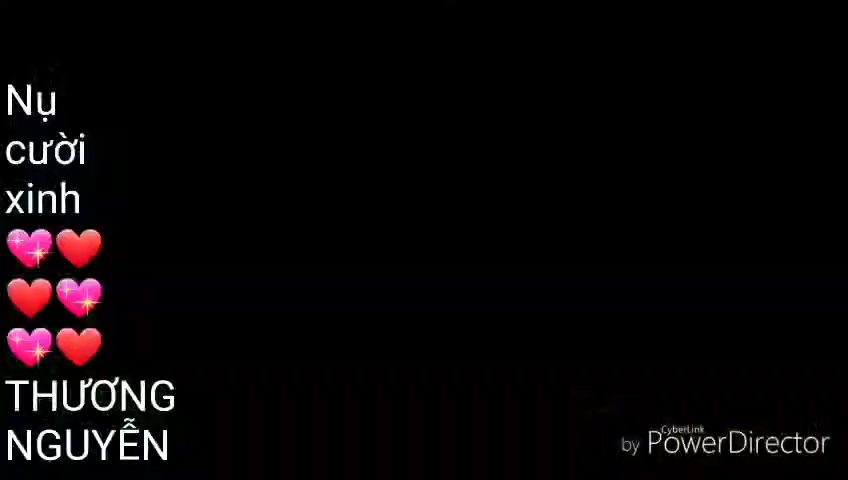 Nụ
cười
xinh
💖❤️
❤️💖
💖❤️
THƯƠNG
NGUYỄN
CyberLink
by PowerDirector